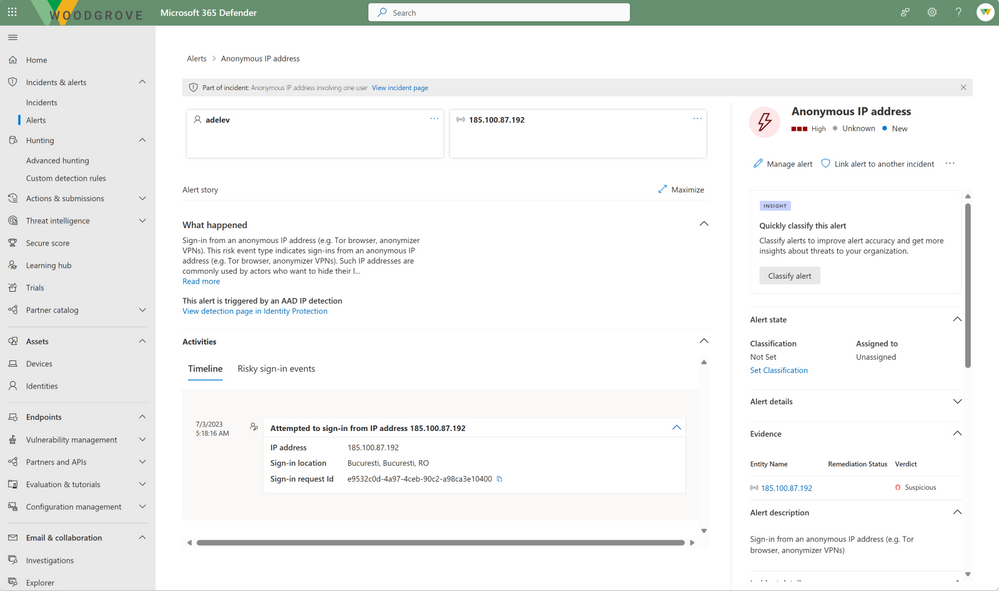 WOODGROVE
Microsoft 365 Defender
Search
?
Home
Incidents & alerts
Incidents
Alerts
Hunting
Advanced hunting
Custom detection rules
Actions & submissions
Threat intelligence
Secure score
Learning hub
Trials
Partner catalog
Assets
Devices
Identities
Endpoints
Vulnerability management
Partners and APIs
Evaluation & tutorials
Configuration management
Email & collaboration
Investigations
Explorer
Alerts > Anonymous IP address
Part of incident: Anonymous IP address involving one user View incident page
adelev ...
185.100.87.192 ...
Alert story
Maximize
What happened
Sign-in from an anonymous IP address (e.g. Tor browser, anonymizer
VPNs). This risk event type indicates sign-ins from an anonymous IP
address (e.g. Tor browser, anonymizer VPNs). Such IP addresses are
commonly used by actors who want to hide their l...
Read more
This alert is triggered by an AAD IP detection
View detection page in Identity Protection
Activities
Timeline Risky sign-in events
7/3/2023
5:18:16 AM
Attempted to sign-in from IP address 185.100.87.192
IP address 185.100.87.192
Sign-in location Bucuresti, Bucuresti, RO
Sign-in request Id e9532c0d-4a97-4ceb-90c2-a98ca3e10400
Anonymous IP address
High Unknown New
Manage alert Link alert to another incident ...
INSIGHT
Quickly classify this alert
Classify alerts to improve alert accuracy and get more
insights about threats to your organization.
Classify alert
Alert state
Classification Assigned to
Not Set Unassigned
Set Classification
Alert details
Evidence
Entity Name Remediation Status Verdict
185.100.87.192 Suspicious
Alert description
Sign-in from an anonymous IP address (e.g. Tor
browser, anonymizer VPNs)